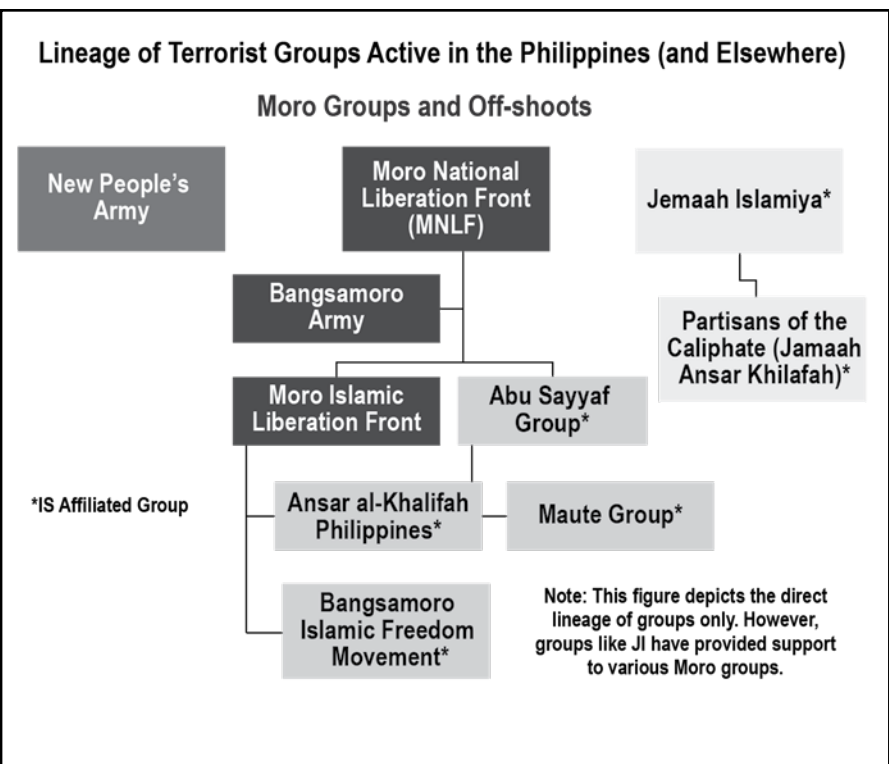 Lineage of Terrorist Groups Active in the Philippines (and Elsewhere)
Moro Groups and Off-shoots
New People's
Army
Moro National
Liberation Front
(MNLF)
Jemaah Islamiya*
Bangsamoro
Army
Partisans of the
Caliphate (Jamaah
Ansar Khilafah)*
Moro Islamic
Liberation Front
Abu Sayyaf
Group*
*IS Affiliated Group
Ansar al-Khalifah
Philippines*
Maute Group*
Bangsamoro
Islamic Freedom
Movement*
Note: This figure depicts the direct
lineage of groups only. However,
groups like JI have provided support
to various Moro groups.